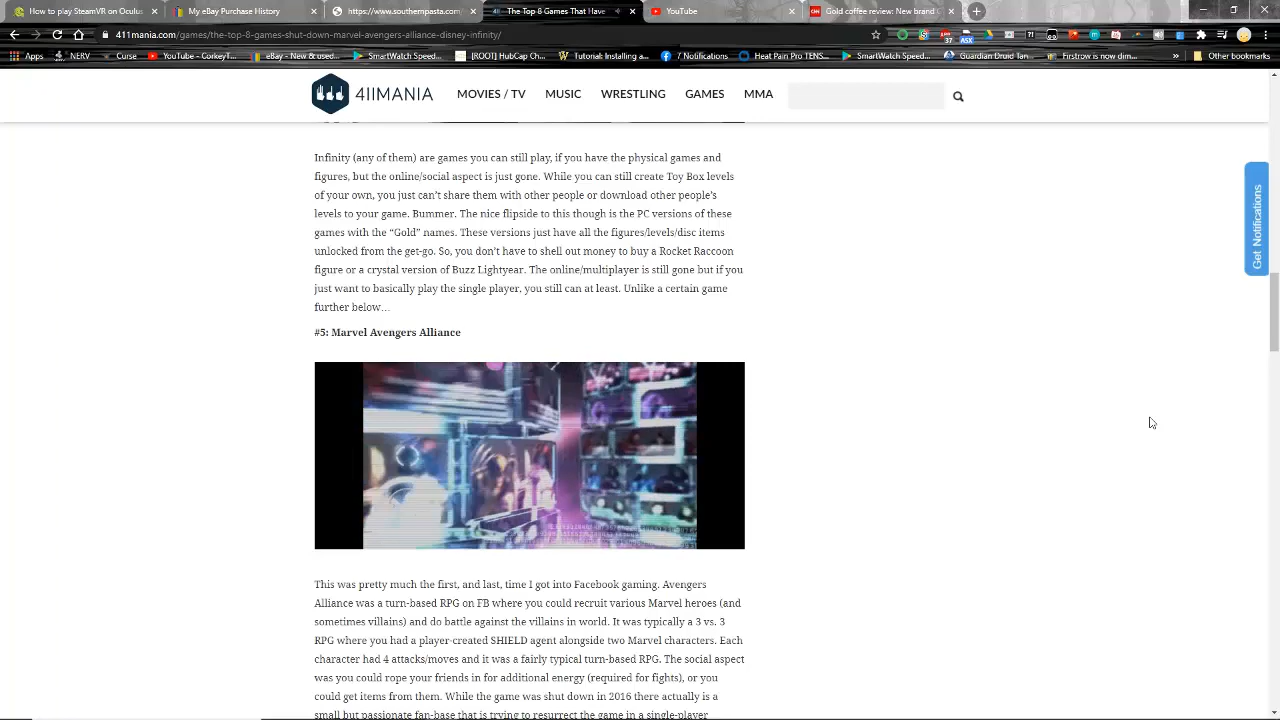 How to play SteamVR on Oculus
My eBay Purchase History
https://www.southernpasta.com
The Top 8 Games That Have
YouTube
Gold coffee review: New brand
411mania.com/games/the-top-8-games-shut-down-marvel-avengers-alliance-disney-infinity/
Apps
NERV
Curse
YouTube - CorkeyT...
eBay - New & used...
SmartWatch Speed...
[ROOT] HubCap Ch...
Tutorial: Installing a...
7 Notifications
Heat Pain Pro TENS...
SmartWatch Speed...
Guardian Druid Tan...
Firstrow is now dim...
»
Other bookmarks
411MANIA
MOVIES / TV
MUSIC
WRESTLING
GAMES
MMA
Infinity (any of them) are games you can still play, if you have the physical games and
figures, but the online/social aspect is just gone. While you can still create Toy Box levels
of your own, you just can't share them with other people or download other people's
levels to your game. Bummer. The nice flipside to this though is the PC versions of these
games with the “Gold” names. These versions just have all the figures/levels/disc items
unlocked from the get-go. So, you don't have to shell out money to buy a Rocket Raccoon
figure or a crystal version of Buzz Lightyear. The online/multiplayer is still gone but if you
just want to basically play the single player, you still can at least. Unlike a certain game
further below…
#5: Marvel Avengers Alliance
This was pretty much the first, and last, time I got into Facebook gaming. Avengers
Alliance was a turn-based RPG on FB where you could recruit various Marvel heroes (and
sometimes villains) and do battle against the villains in world. It was typically a 3 vs. 3
RPG where you had a player-created SHIELD agent alongside two Marvel characters. Each
character had 4 attacks/moves and it was a fairly typical turn-based RPG. The social aspect
was you could rope your friends in for additional energy (required for fights), or you
could get items from them. While the game was shut down in 2016 there actually is a
small but passionate fan-base that is trying to resurrect the game in a single-player
Get Notifications